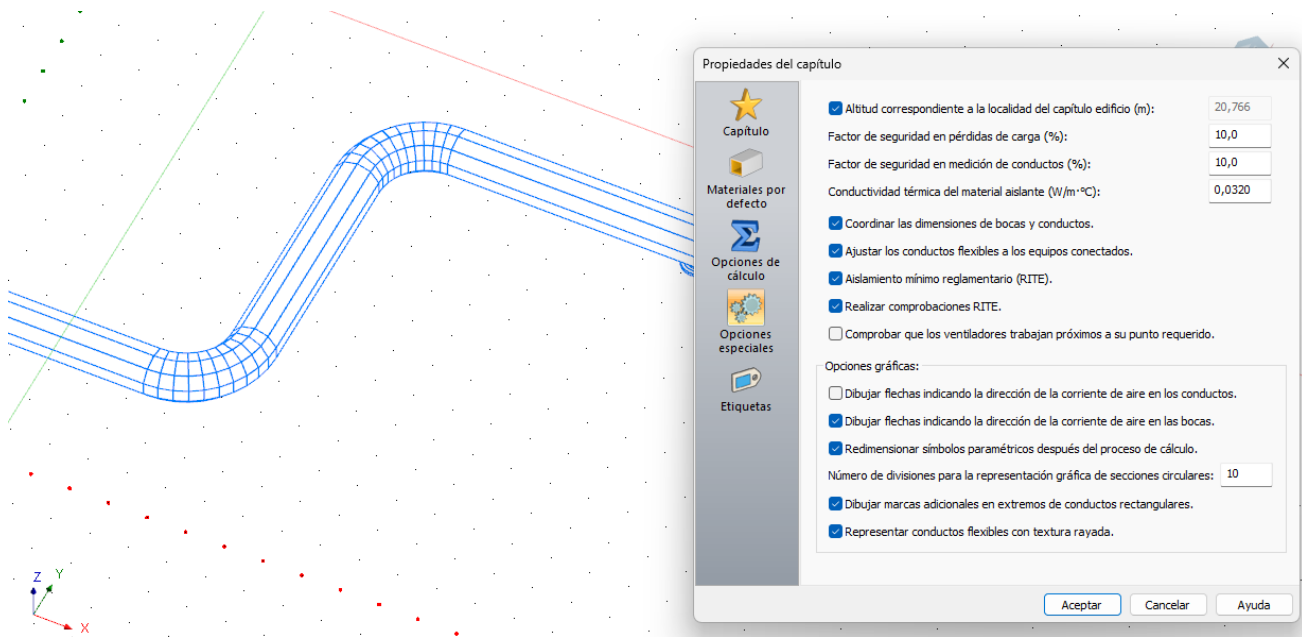 Propiedades del capítulo
Capítulo
Materiales por
defecto
Opciones de
cálculo
Opciones
especiales
Etiquetas
Altitud correspondiente a la localidad del capítulo edificio (m): 20,766
Factor de seguridad en pérdidas de carga (%): 10,0
Factor de seguridad en medición de conductos (%): 10,0
Conductividad térmica del material aislante (W/m·ºC): 0,0320
Coordinar las dimensiones de bocas y conductos.
Ajustar los conductos flexibles a los equipos conectados.
Aislamiento mínimo reglamentario (RITE).
Realizar comprobaciones RITE.
Comprobar que los ventiladores trabajan próximos a su punto requerido.
Opciones gráficas:
Dibujar flechas indicando la dirección de la corriente de aire en los conductos.
Dibujar flechas indicando la dirección de la corriente de aire en las bocas.
Redimensionar símbolos paramétricos después del proceso de cálculo.
Número de divisiones para la representación gráfica de secciones circulares: 10
Dibujar marcas adicionales en extremos de conductos rectangulares.
Representar conductos flexibles con textura rayada.
Aceptar Cancelar Ayuda
Z Y
X